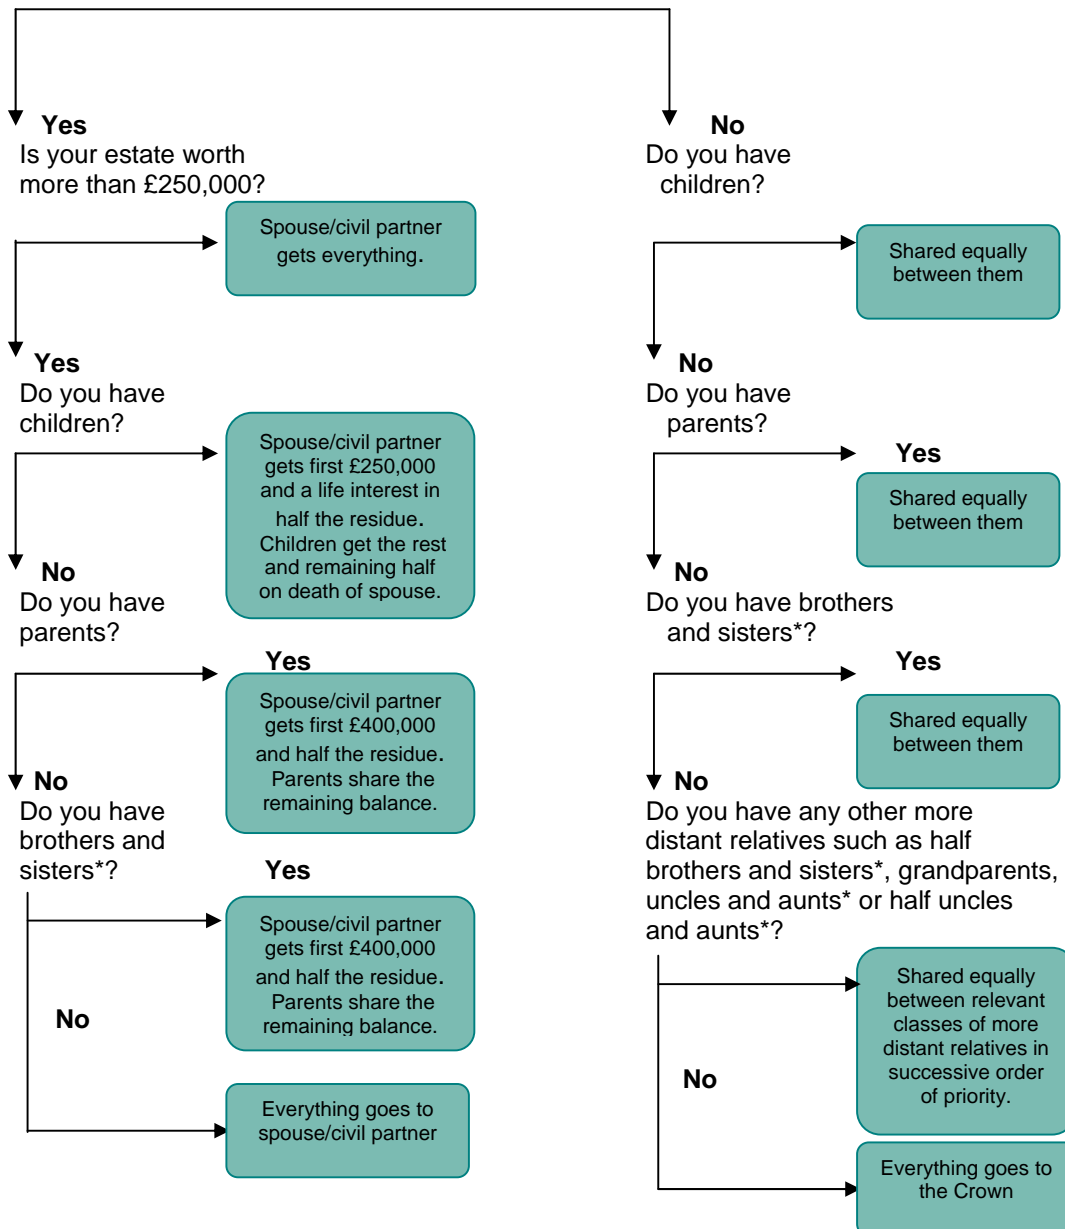 Yes
Is your estate worth
more than £250,000?
Spouse/civil partner
gets everything.
Yes
Do you have
children?
Spouse/civil partner
gets first £250,000
and a life interest in
half the residue.
Children get the rest
and remaining half
on death of spouse.
No
Do you have
parents?
Yes
Spouse/civil partner
gets first £400,000
and half the residue.
Parents share the
remaining balance.
No
Do you have
brothers and
sisters*?
Yes
Spouse/civil partner
gets first £400,000
and half the residue.
Parents share the
remaining balance.
No
Everything goes to
spouse/civil partner
No
Do you have
children?
Shared equally
between them
No
Do you have
parents?
Yes
Shared equally
between them
No
Do you have brothers
and sisters*?
Yes
Shared equally
between them
No
Do you have any other more
distant relatives such as half
brothers and sisters*, grandparents,
uncles and aunts* or half uncles
and aunts*?
Shared equally
between relevant
classes of more
distant relatives in
successive order
of priority.
No
Everything goes to
the Crown